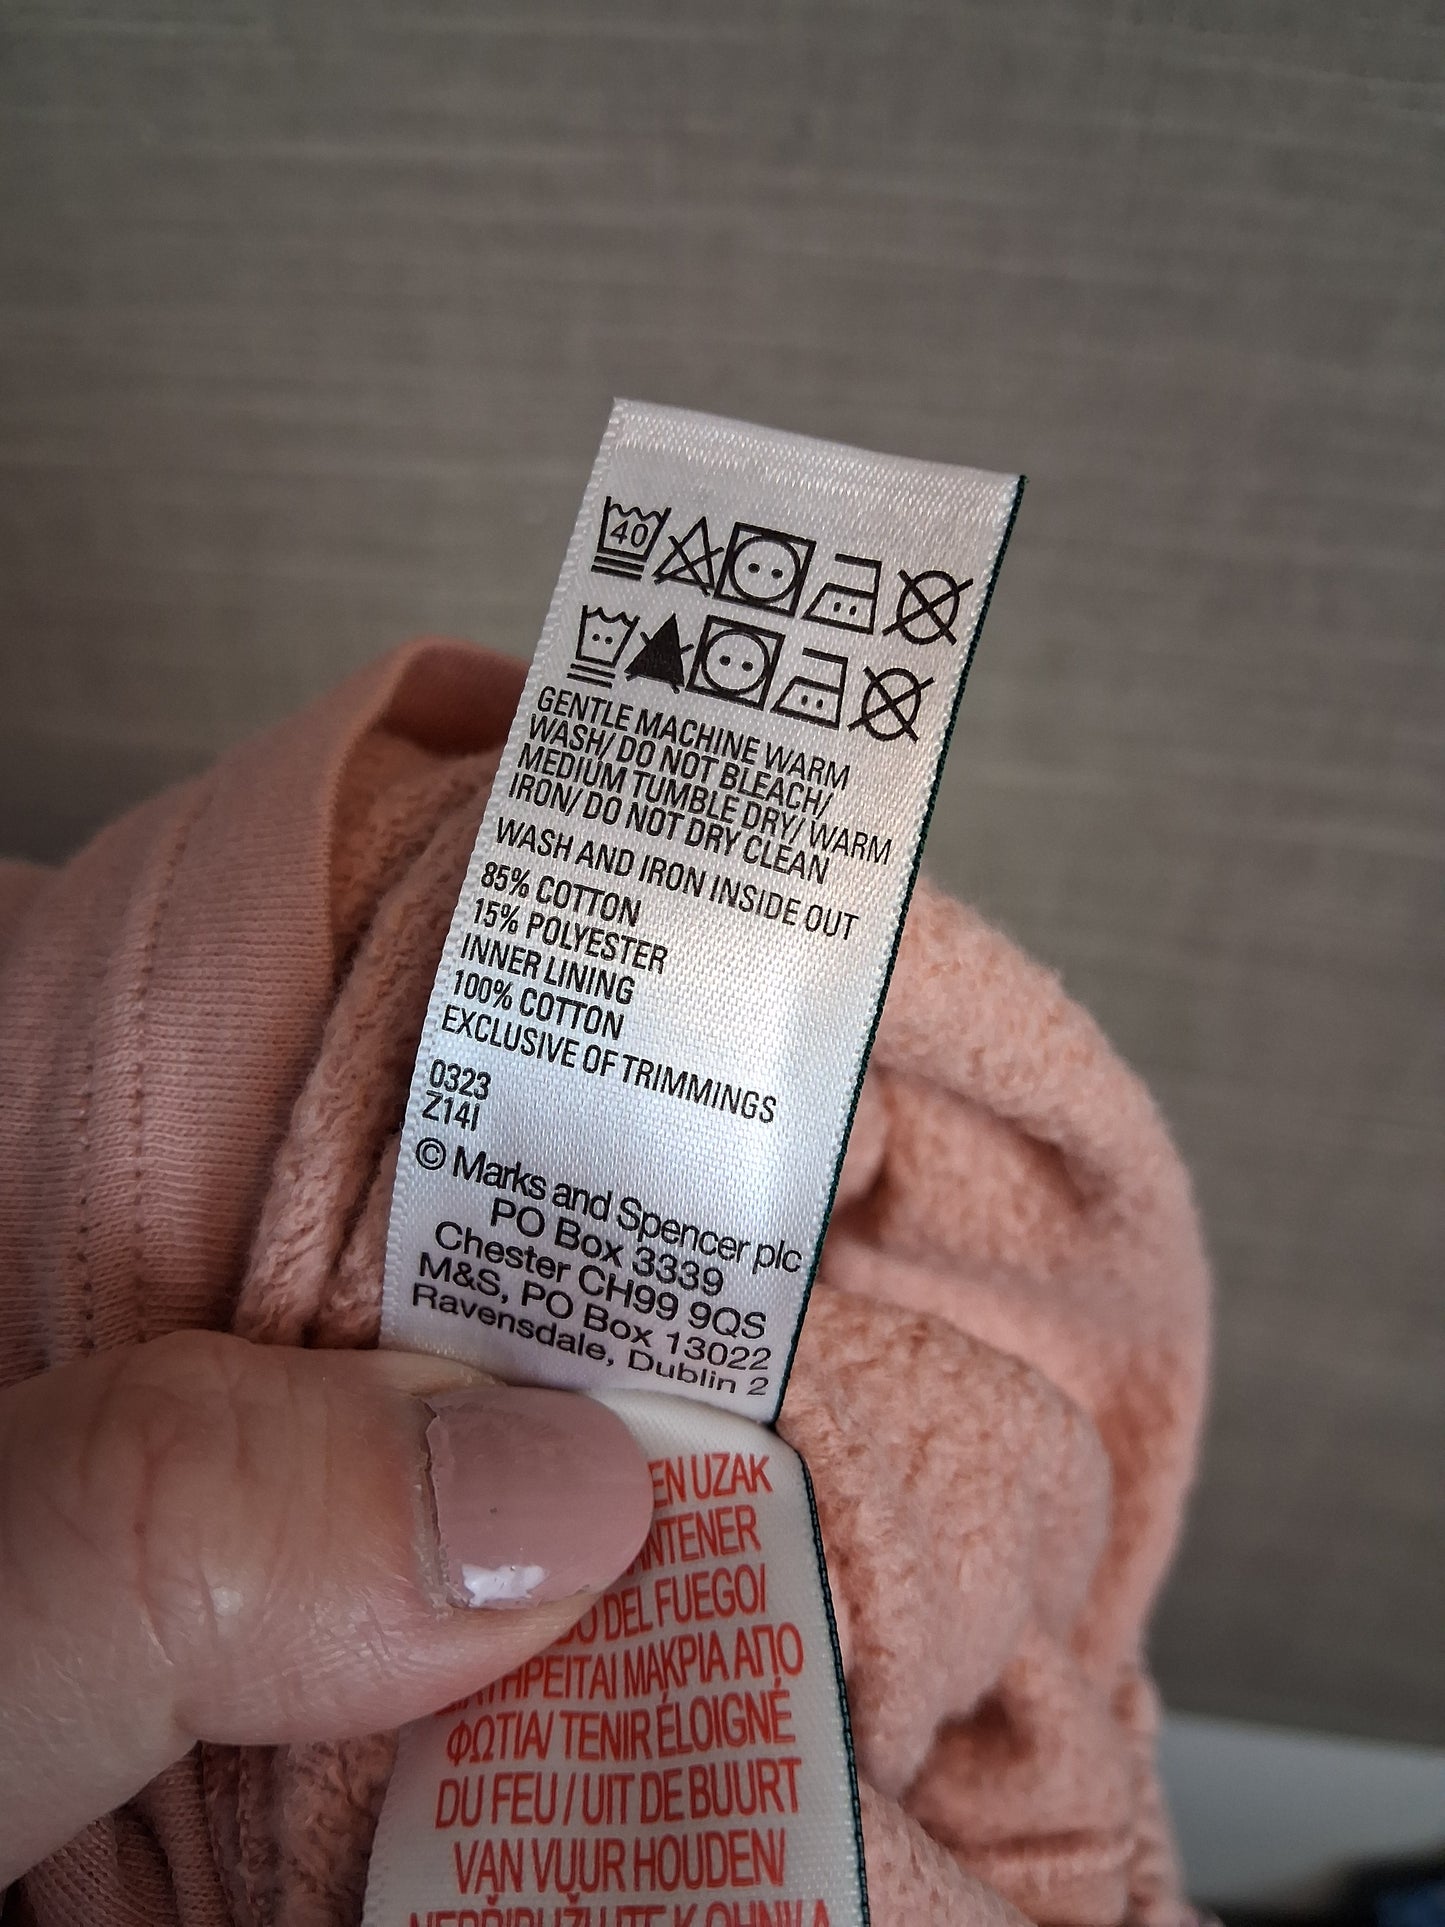 40
GENTLE MACHINE WARM
WASH/ DO NOT BLEACH/
MEDIUM TUMBLE DRY/ WARM
IRON/ DO NOT DRY CLEAN
WASH AND IRON INSIDE OUT
85% COTTON
15% POLYESTER
INNER LINING
100% COTTON
EXCLUSIVE OF TRIMMINGS
0323
Z14I
© Marks and Spencer plc
PO Box 3339
Chester CH99 9QS
M&S, PO Box 13022
Ravensdale, Dublin 2
UZAK
DEL FUEGO/
ΜΑΚΡΙΑ ΑΠΟ
ΦΩΤΙΑ/ TENIR ÉLOIGNÉ
DU FEU / UIT DE BUURT
VAN VUUR HOUDEN/